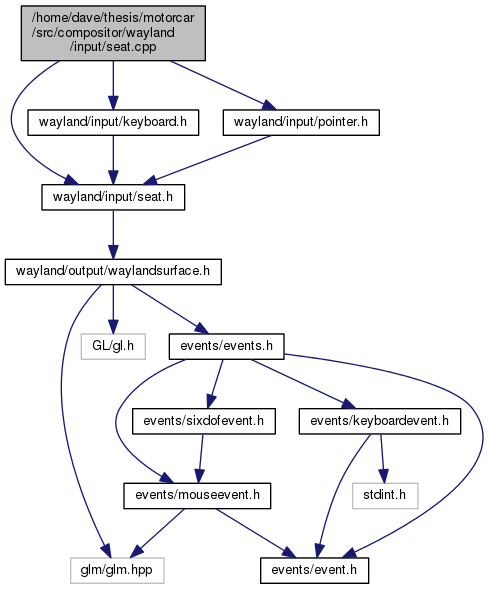 /home/dave/thesis/motorcar
/src/compositor/wayland
/input/seat.cpp
wayland/input/keyboard.h
wayland/input/pointer.h
wayland/input/seat.h
wayland/output/waylandsurface.h
GL/gl.h
events/events.h
events/sixdofevent.h
events/keyboardevent.h
events/mouseevent.h
stdint.h
glm/glm.hpp
events/event.h